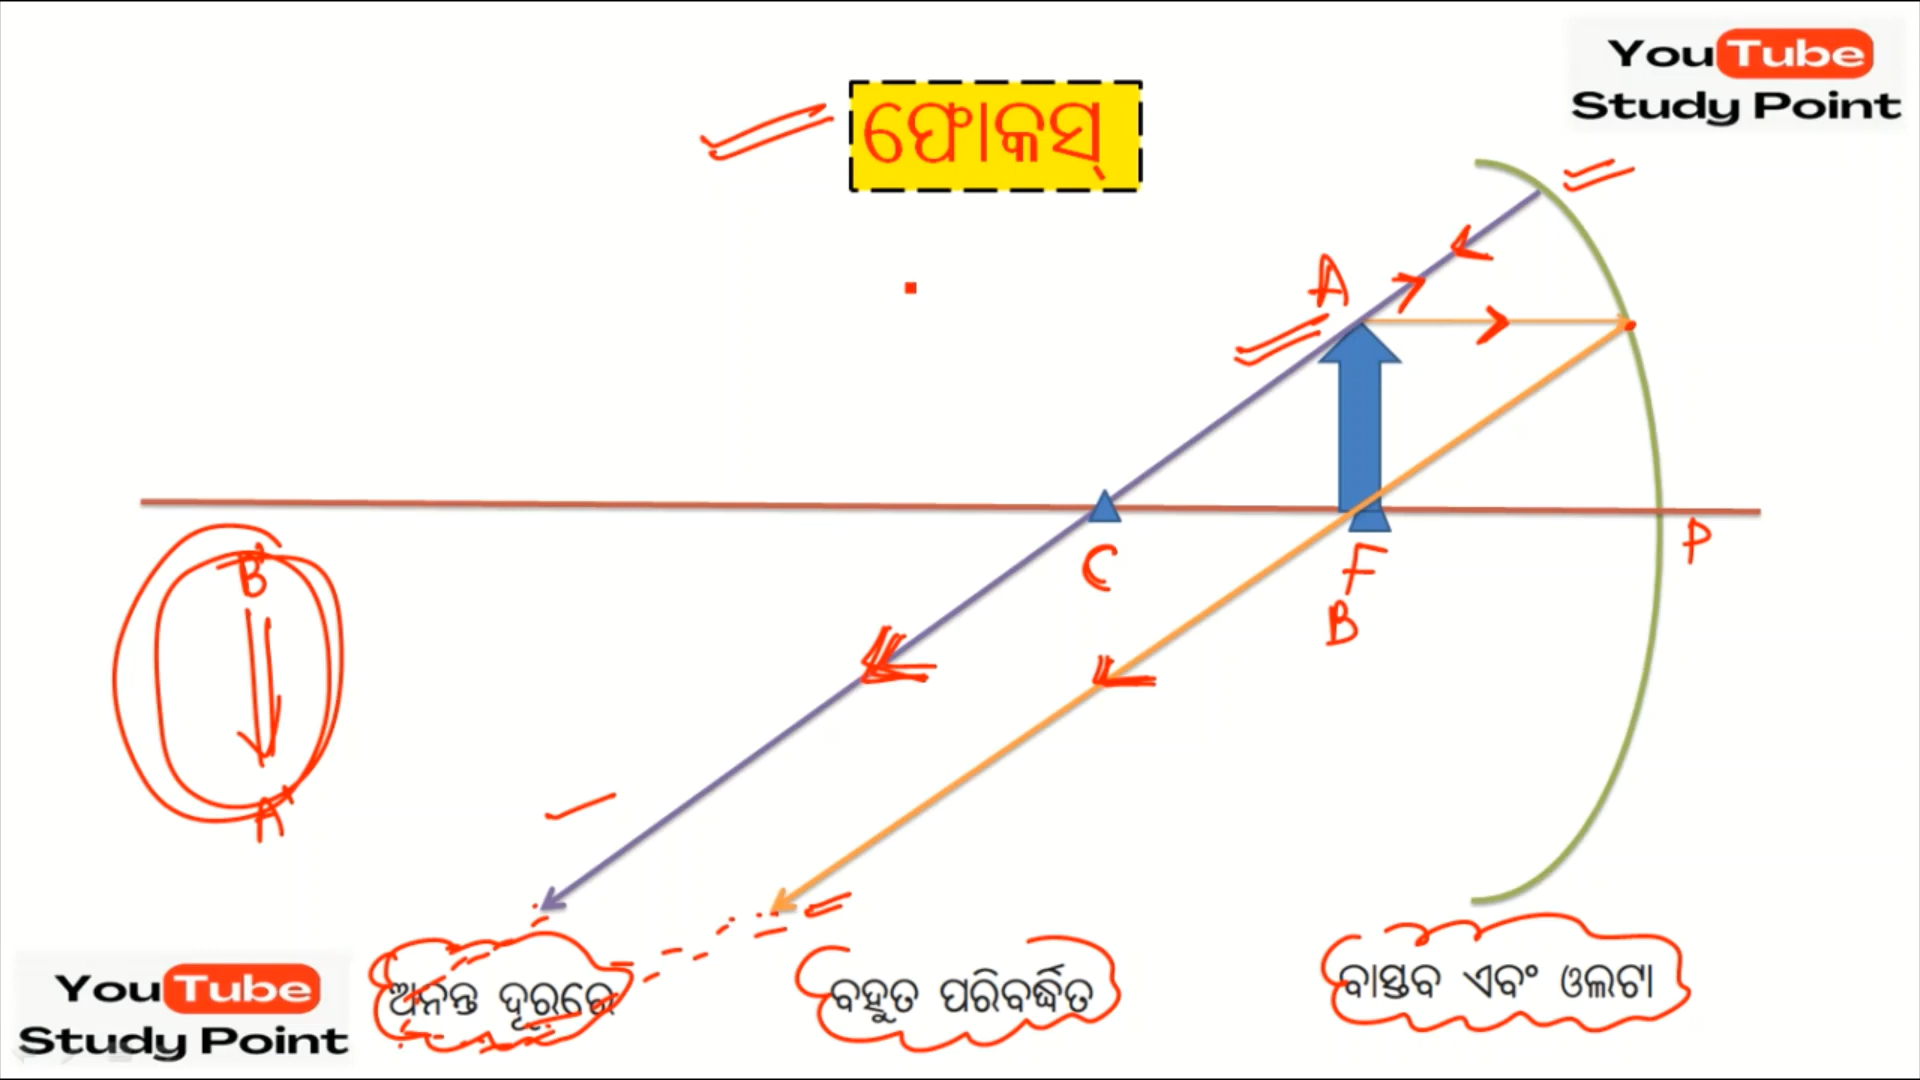 YouTube
Study Point
ଫୋକସ୍
A
C
F
B
P
B'
A'
YouTube
Study Point
ଅନନ୍ତ ଦୂରରେ
ବହୁତ ପରିବର୍ଦ୍ଧିତ
ବାସ୍ତବ ଏବଂ ଓଲଟା